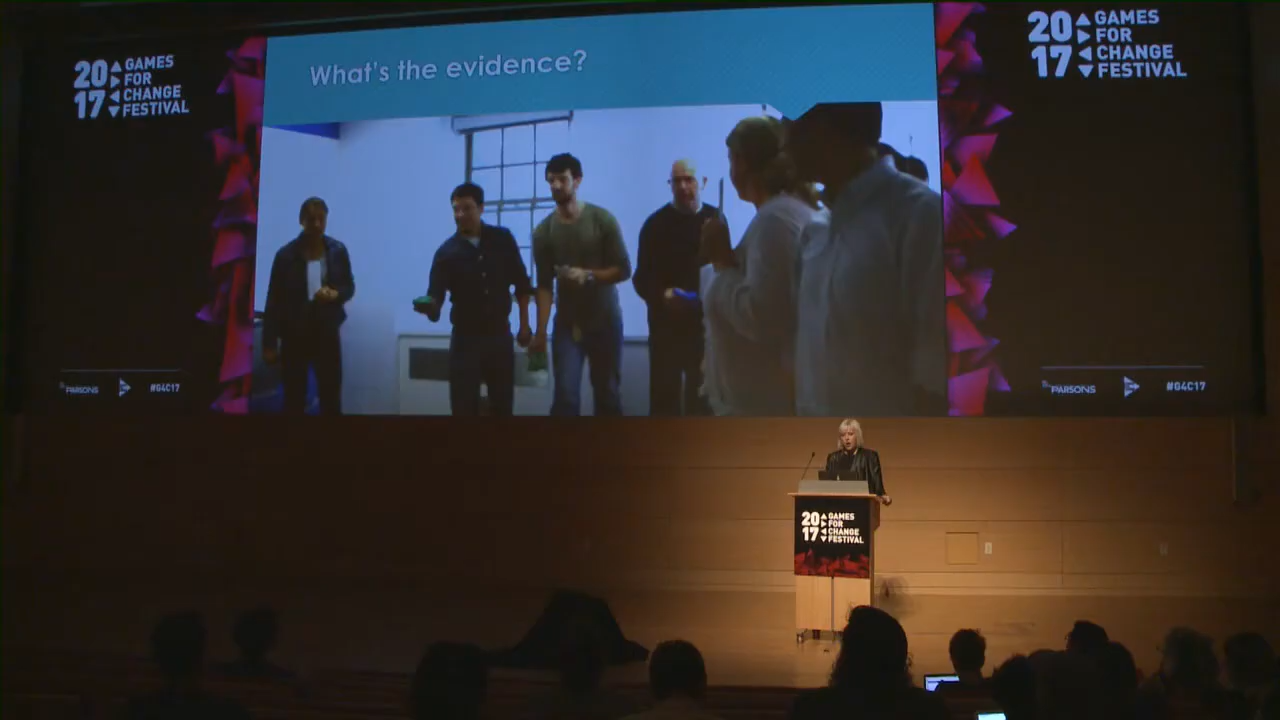 What's the evidence?
20 GAMES
FOR
17 CHANGE
FESTIVAL
PARSONS
#G4C17
20 GAMES
FOR
17 CHANGE
FESTIVAL
PARSONS
#G4C17
20 GAMES
FOR
17 CHANGE
FESTIVAL